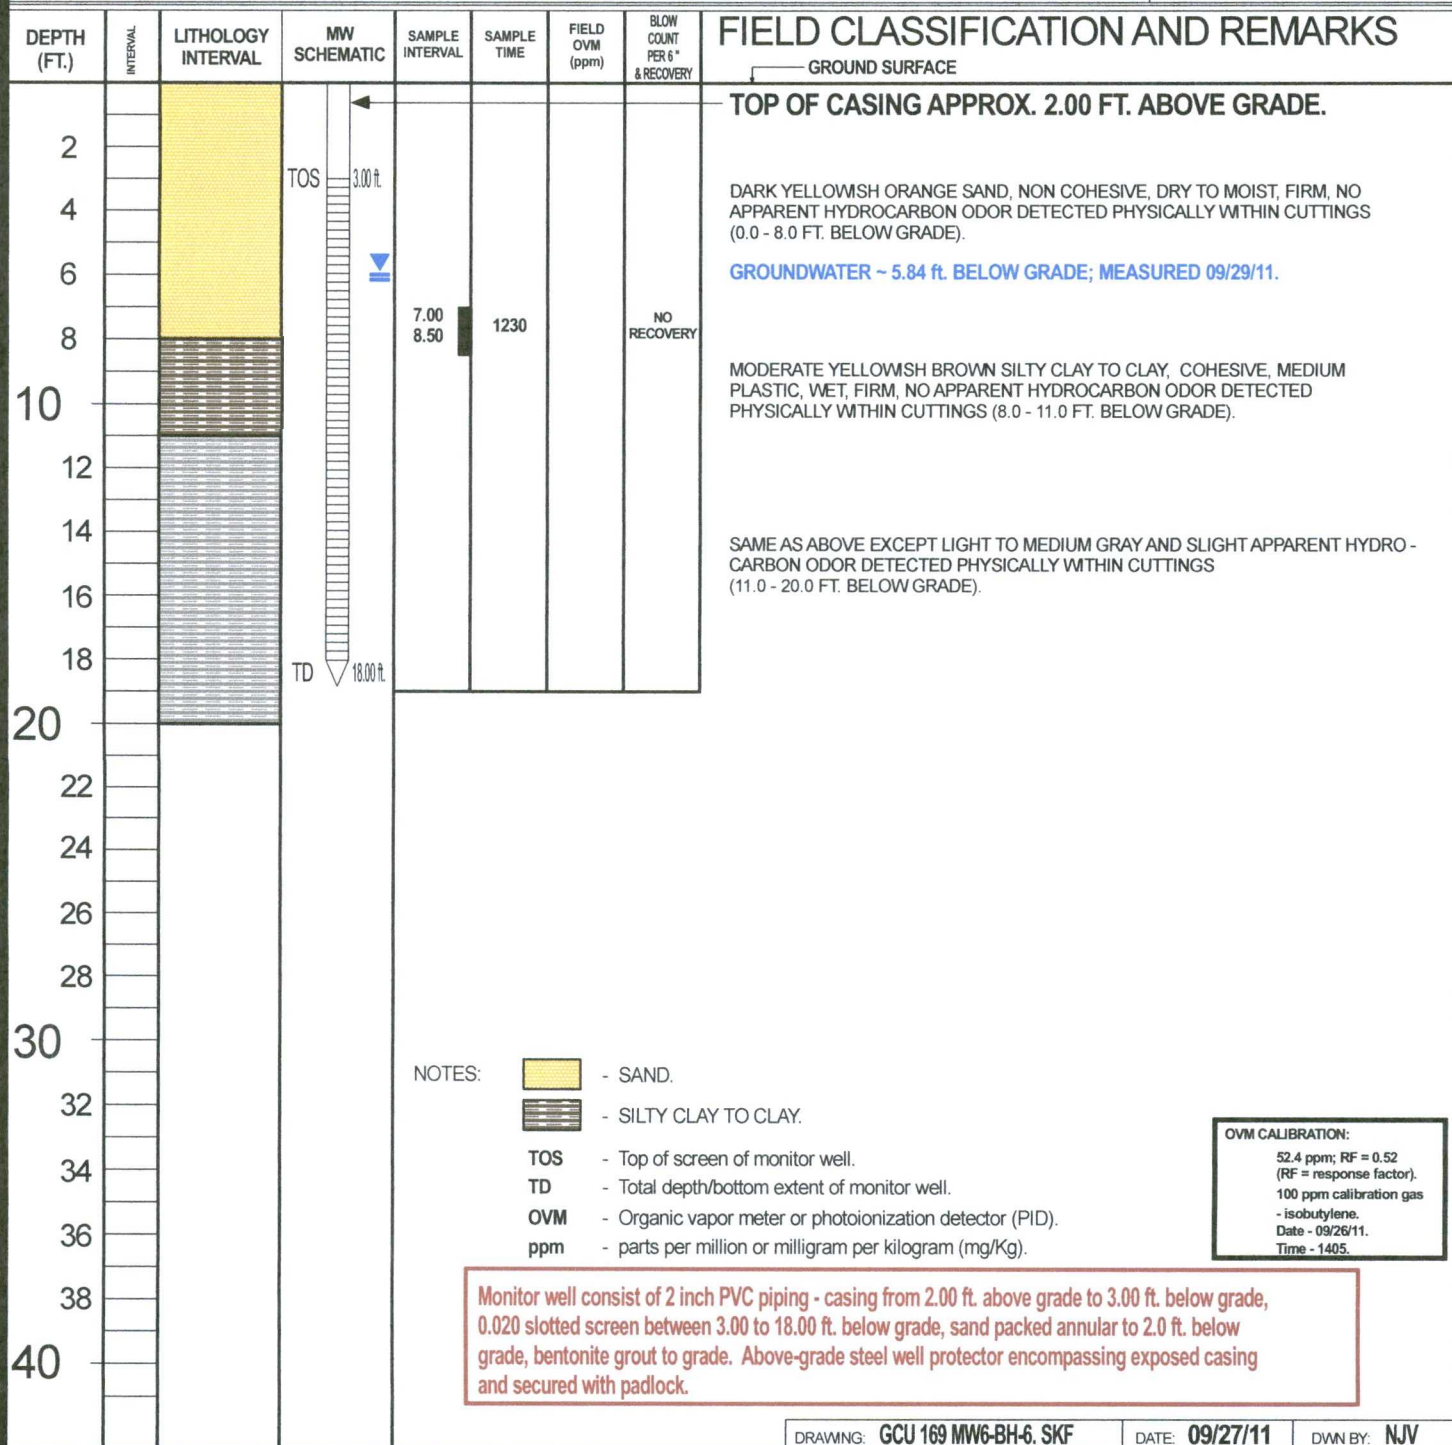 DEPTH
(FT.)
INTERVAL
LITHOLOGY
INTERVAL
MW
SCHEMATIC
SAMPLE
INTERVAL
SAMPLE
TIME
FIELD
OVM
(ppm)
BLOW
COUNT
PER 6"
& RECOVERY
FIELD CLASSIFICATION AND REMARKS
GROUND SURFACE
TOP OF CASING APPROX. 2.00 FT. ABOVE GRADE.
2
TOS
3.00 ft.
4
DARK YELLOWISH ORANGE SAND, NON COHESIVE, DRY TO MOIST, FIRM, NO
APPARENT HYDROCARBON ODOR DETECTED PHYSICALLY WITHIN CUTTINGS
(0.0 - 8.0 FT. BELOW GRADE).
6
GROUNDWATER ~ 5.84 ft. BELOW GRADE; MEASURED 09/29/11.
7.00
8.50
1230
NO
RECOVERY
8
MODERATE YELLOWISH BROWN SILTY CLAY TO CLAY, COHESIVE, MEDIUM
PLASTIC, WET, FIRM, NO APPARENT HYDROCARBON ODOR DETECTED
PHYSICALLY WITHIN CUTTINGS (8.0 - 11.0 FT. BELOW GRADE).
10
12
14
SAME AS ABOVE EXCEPT LIGHT TO MEDIUM GRAY AND SLIGHT APPARENT HYDRO -
CARBON ODOR DETECTED PHYSICALLY WITHIN CUTTINGS
(11.0 - 20.0 FT. BELOW GRADE).
16
18
TD
18.00 ft.
20
22
24
26
28
30
32
34
36
38
40
NOTES:
- SAND.
- SILTY CLAY TO CLAY.
TOS - Top of screen of monitor well.
TD - Total depth/bottom extent of monitor well.
OVM - Organic vapor meter or photoionization detector (PID).
ppm - parts per million or milligram per kilogram (mg/Kg).
OVM CALIBRATION:
52.4 ppm; RF = 0.52
(RF = response factor).
100 ppm calibration gas
- isobutylene.
Date - 09/26/11.
Time - 1405.
Monitor well consist of 2 inch PVC piping - casing from 2.00 ft. above grade to 3.00 ft. below grade,
0.020 slotted screen between 3.00 to 18.00 ft. below grade, sand packed annular to 2.0 ft. below
grade, bentonite grout to grade. Above-grade steel well protector encompassing exposed casing
and secured with padlock.
DRAWING: GCU 169 MW6-BH-6. SKF
DATE: 09/27/11
DWN BY: NJV